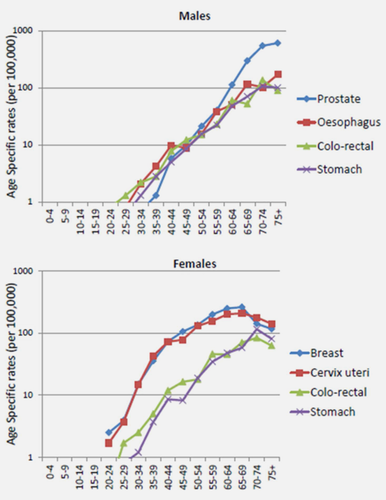 Males
Age Specific rates (per 100,000)
1000
100
10
1
0-4 5-9 10-14 15-19 20-24 25-29 30-34 35-39 40-44 45-49 50-54 55-59 60-64 65-69 70-74 75+
Prostate
Oesophagus
Colo-rectal
Stomach
Females
Age Specific rates (per 100,000)
1000
100
10
1
0-4 5-9 10-14 15-19 20-24 25-29 30-34 35-39 40-44 45-49 50-54 55-59 60-64 65-69 70-74 75+
Breast
Cervix uteri
Colo-rectal
Stomach